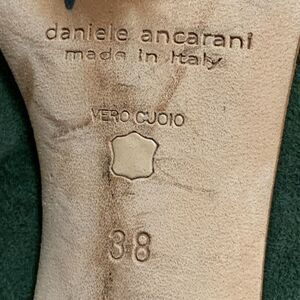 daniele ancarani
made in Italy
VERO CUOIO
38